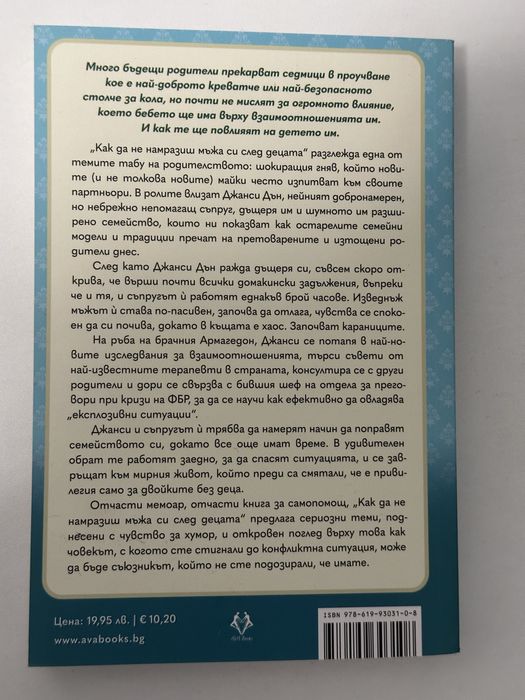 Много бъдещи родители прекарват седмици в проучване
кое е най-доброто креватче или най-безопасното
столче за кола, но почти не мислят за огромното влияние,
което бебето ще има върху взаимоотношенията им.
И как те ще повлияят на детето им.
„Как да не намразиш мъжа си след децата“ разглежда една от
темите табу на родителството: шокиращия гняв, който нови-
те (и не толкова новите) майки често изпитват към своите
партньори. В ролите влизат Джанси Дън, нейният добронамерен,
но небрежно непомагащ съпруг, дъщеря им и шумното им раз-
ширено семейство, които ни показват как остарелите семейни
модели и традиции пречат на претоварените и изтощени ро-
дители днес.
След като Джанси Дън ражда дъщеря си, съвсем скоро от-
крива, че върши почти всички домакински задължения, въпреки
че и тя, и съпругът ѝ работят еднакъв брой часове. Изведнъж
мъжът ѝ става по-пасивен, започва да отлага, чувства се споко-
ен да си почива, докато в къщата е хаос. Започват караниците.
На ръба на брачния Армагедон, Джанси се потапя в най-но-
вите изследвания за взаимоотношенията, търси съвети от
най-известните терапевти в страната, консултира се с други
родители и дори се свързва с бившия шеф на отдела за прего-
вори при кризи на ФБР, за да се научи как ефективно да овладява
„експлозивни ситуации“.
Джанси и съпругът ѝ трябва да намерят начин да поправят
семейството си, докато все още имат време. В удивителен
обрат те работят заедно, за да спасят ситуацията, и се зав-
ръщат към мирния живот, който преди са смятали, че е приви-
легия само за двойките без деца.
Отчасти мемоар, отчасти книга за самопомощ, „Как да не
намразиш мъжа си след децата“ предлага сериозни теми, под-
несени с чувство за хумор, и откровен поглед върху това как
човекът, с когото сте стигнали до конфликтна ситуация, може
да бъде съюзникът, който не сте подозирали, че имате.
Цена: 19,95 лв. | € 10,20
www.avabooks.bg
ISBN 978-619-93031-0-8